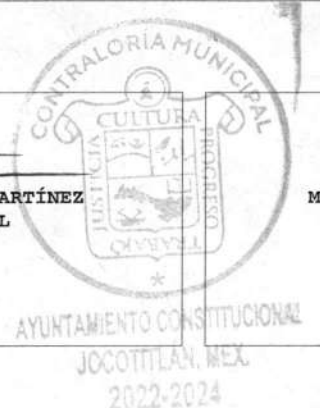 CONTRALORÍA MUNICIPAL
CULTURA
JUSTICIA
PROGRESO
TRABAJO
ARTÍNEZ
L
M
AYUNTAMIENTO CONSTITUCIONAL
JOCOTITLAN, MEX.
2022-2024